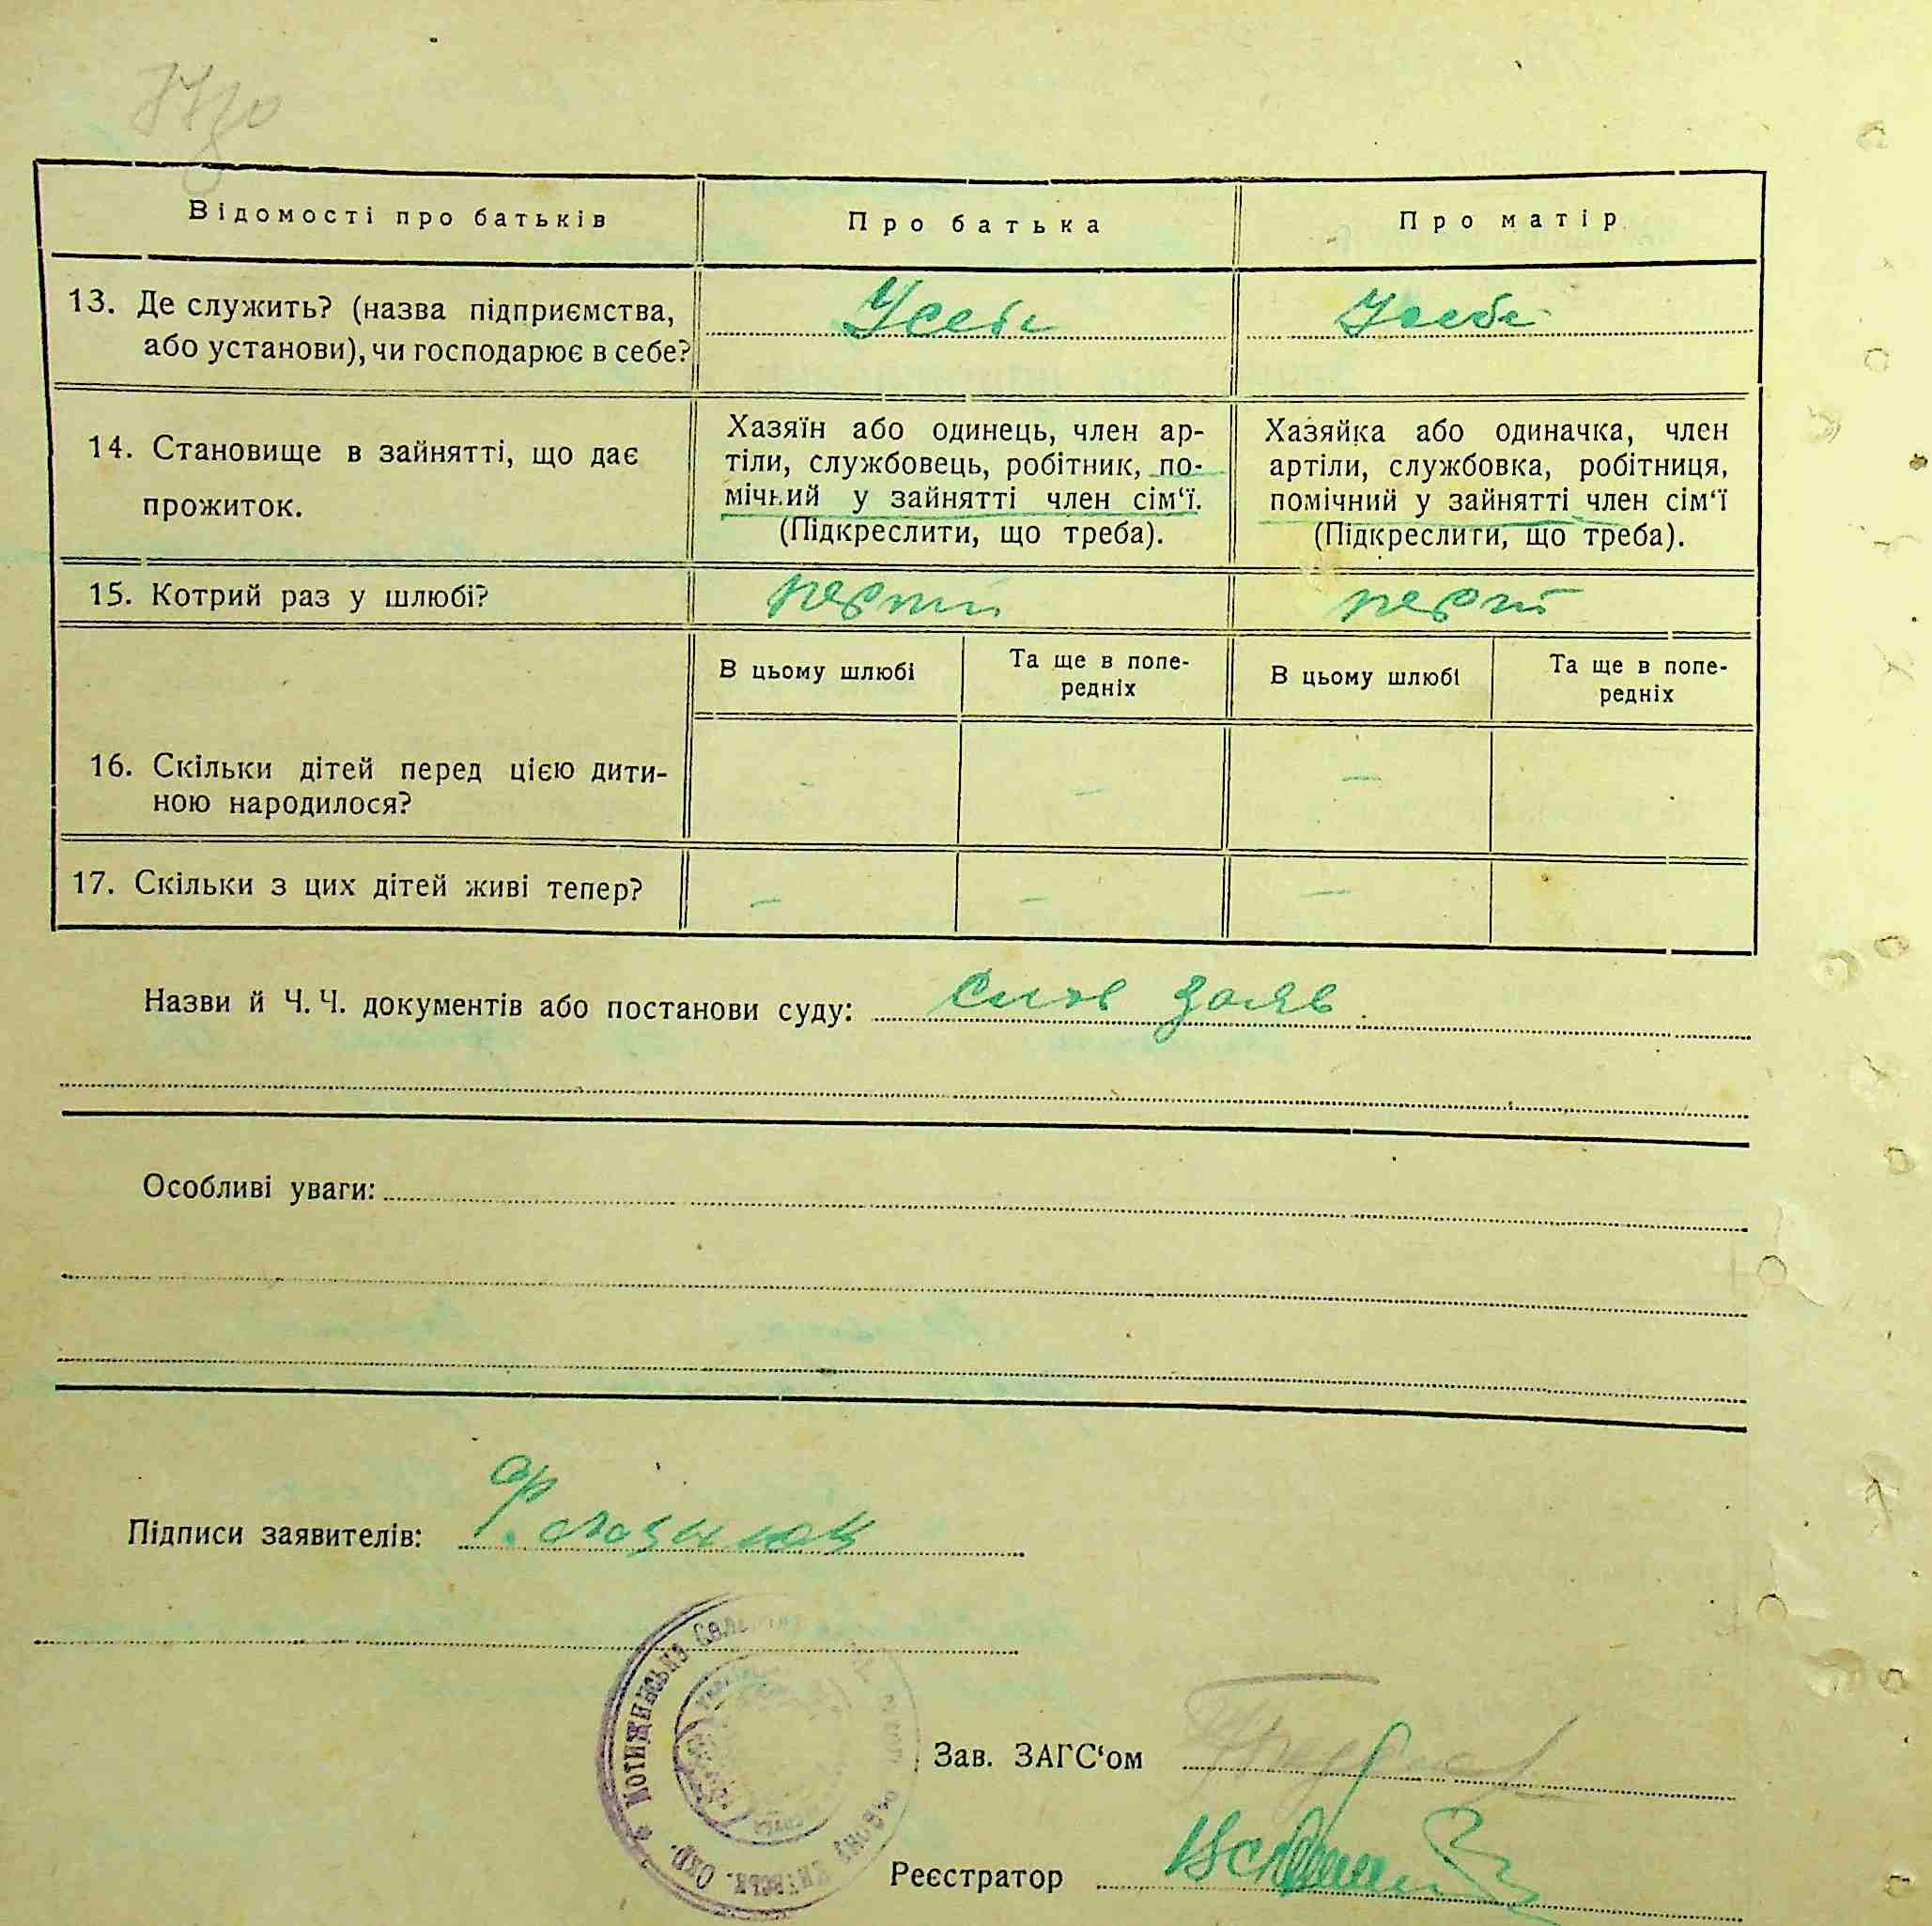 Відомості про батьків
Про батька
Про матір
13. Де служить? (назва підприємства,
або установи), чи господарює в себе?
Усебе
Усебе
14. Становище в зайнятті, що дає
прожиток.
Хазяїн або одинець, член ар-
тіли, службовець, робітник, по-
мічний у зайнятті член сім‘ї.
(Підкреслити, що треба).
Хазяйка або одиначка, член
артіли, службовка, робітниця,
помічний у зайнятті член сім‘ї
(Підкреслити, що треба).
15. Котрий раз у шлюбі?
В цьому шлюбі
Та ще в попе-
редніх
В цьому шлюбі
Та ще в попе-
редніх
16. Скільки дітей перед цією дити-
ною народилося?
–
–
–
17. Скільки з цих дітей живі тепер?
–
–
–
Назви й Ч. Ч. документів або постанови суду:
Особливі уваги:
Підписи заявителів:
Котижинська
Окр.
Зав. ЗАГС‘ом
Реєстратор